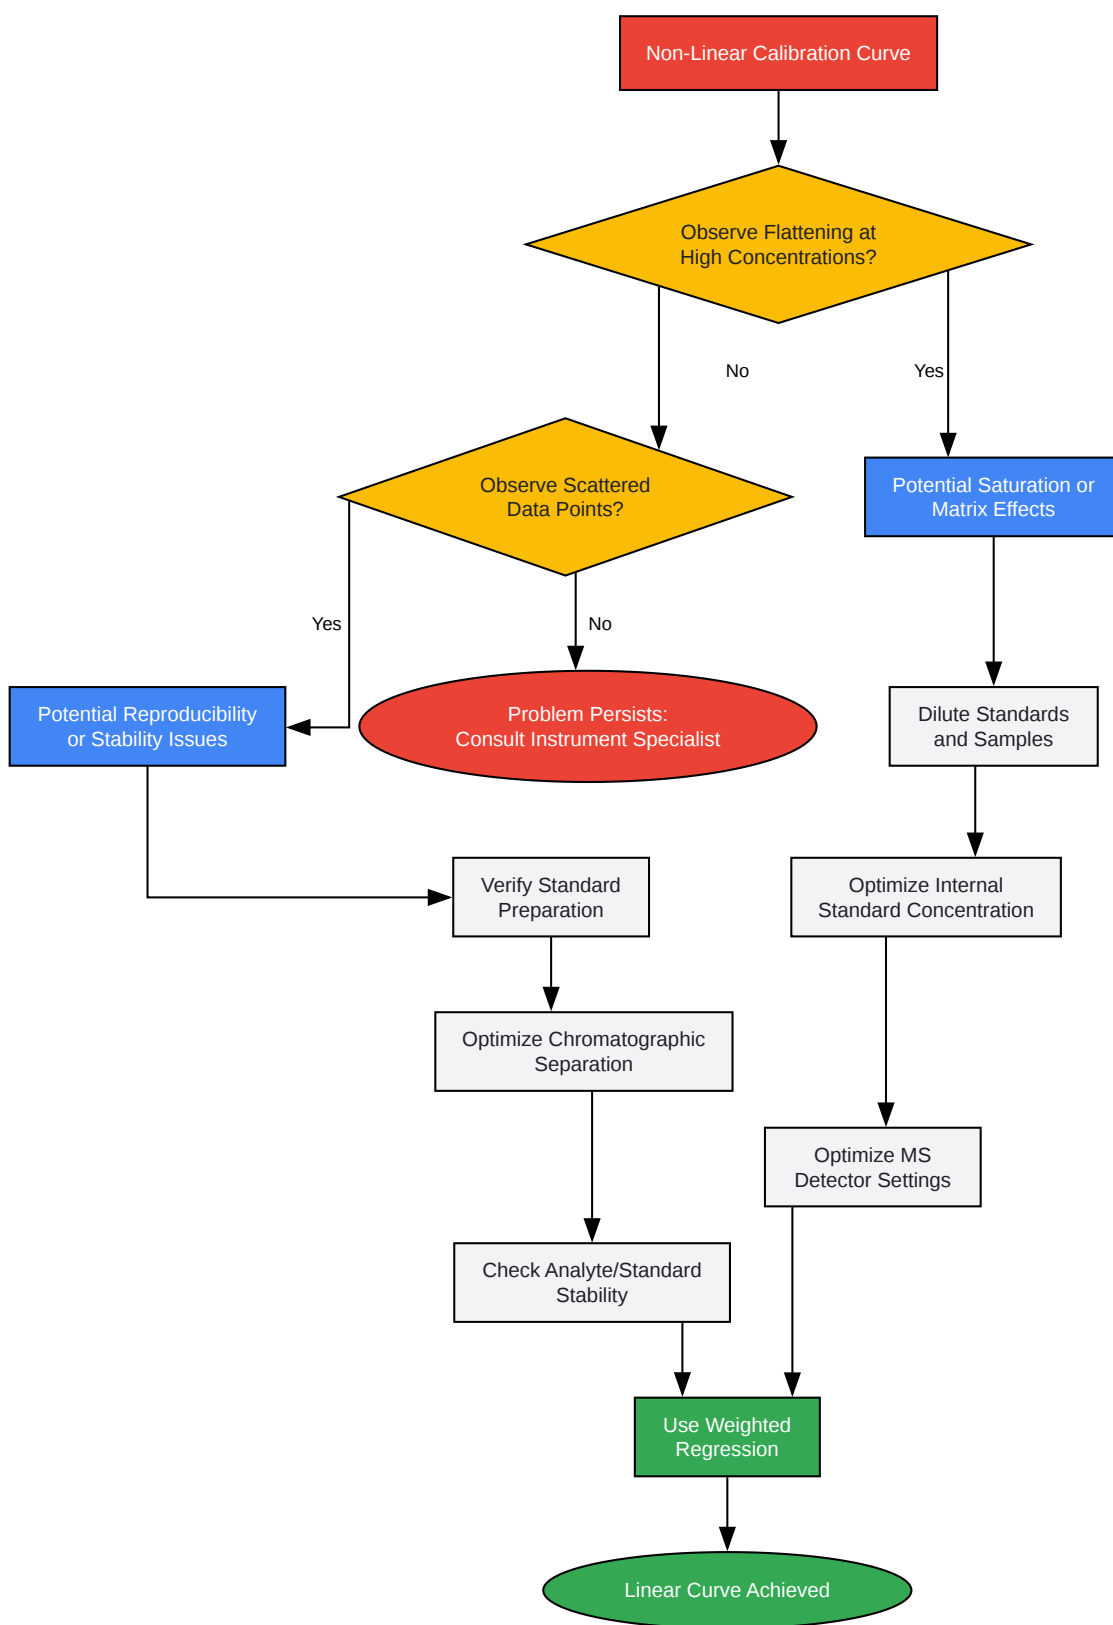 Non-Linear Calibration Curve
Observe Flattening at
High Concentrations?
No
Yes
Observe Scattered
Data Points?
Potential Saturation or
Matrix Effects
Yes
No
Potential Reproducibility
or Stability Issues
Problem Persists:
Consult Instrument Specialist
Dilute Standards
and Samples
Verify Standard
Preparation
Optimize Internal
Standard Concentration
Optimize Chromatographic
Separation
Optimize MS
Detector Settings
Check Analyte/Standard
Stability
Use Weighted
Regression
Linear Curve Achieved